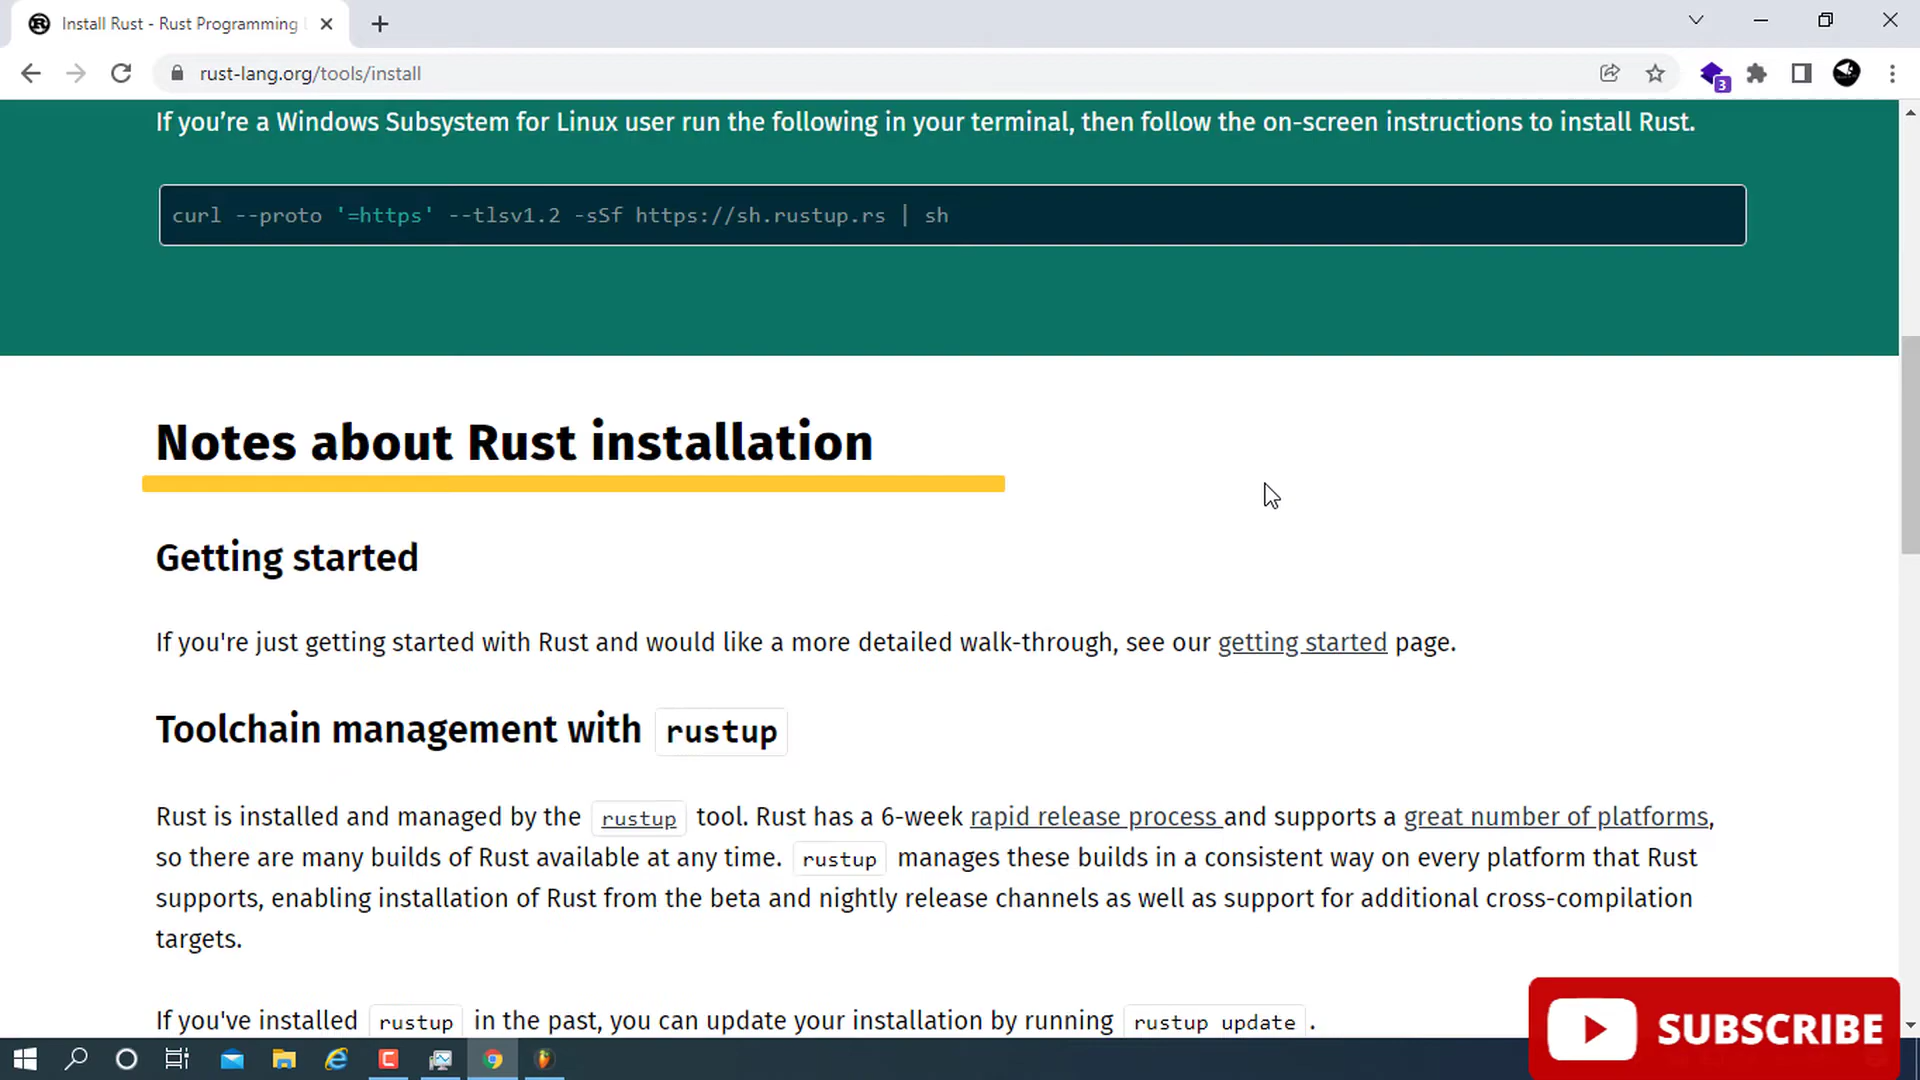 Install Rust - Rust Programming
rust-lang.org/tools/install
3
If you’re a Windows Subsystem for Linux user run the following in your terminal, then follow the on-screen instructions to install Rust.
curl --proto '=https' --tlsv1.2 -sSf https://sh.rustup.rs | sh
Notes about Rust installation
Getting started
If you're just getting started with Rust and would like a more detailed walk-through, see our getting started page.
Toolchain management with rustup
Rust is installed and managed by the rustup tool. Rust has a 6-week rapid release process and supports a great number of platforms,
so there are many builds of Rust available at any time. rustup manages these builds in a consistent way on every platform that Rust
supports, enabling installation of Rust from the beta and nightly release channels as well as support for additional cross-compilation
targets.
If you've installed rustup in the past, you can update your installation by running rustup update.
SUBSCRIBE